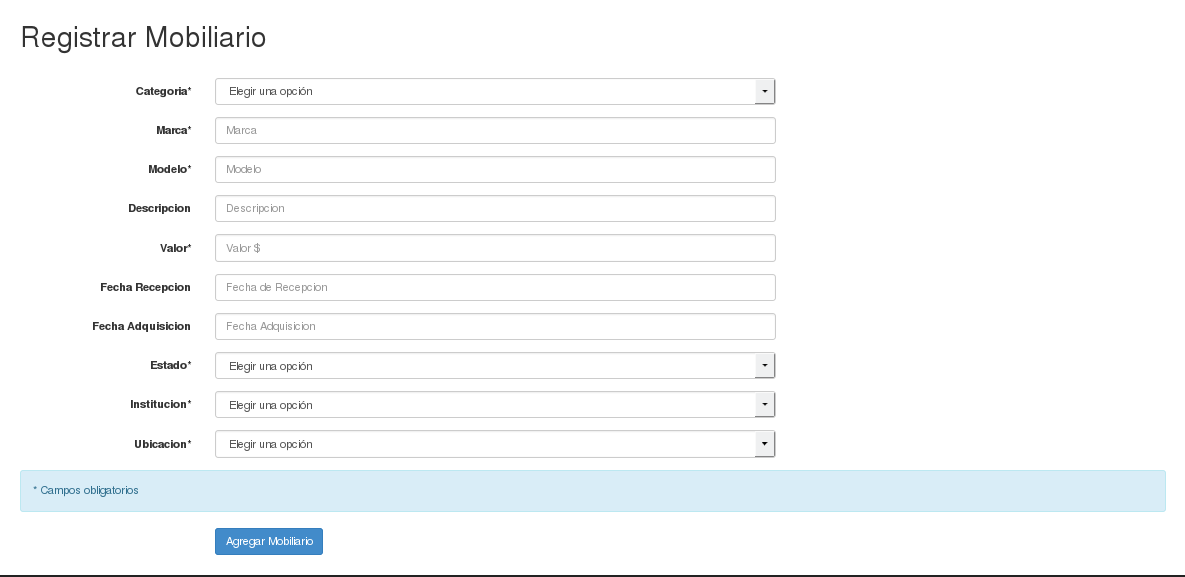 Registrar Mobiliario
Categoria* Elegir una opción
Marca* Marca
Modelo* Modelo
Descripcion Descripcion
Valor* Valor $
Fecha Recepcion Fecha de Recepcion
Fecha Adquisicion Fecha Adquisicion
Estado* Elegir una opción
Institucion* Elegir una opción
Ubicacion* Elegir una opción
* Campos obligatorios
Agregar Mobiliario